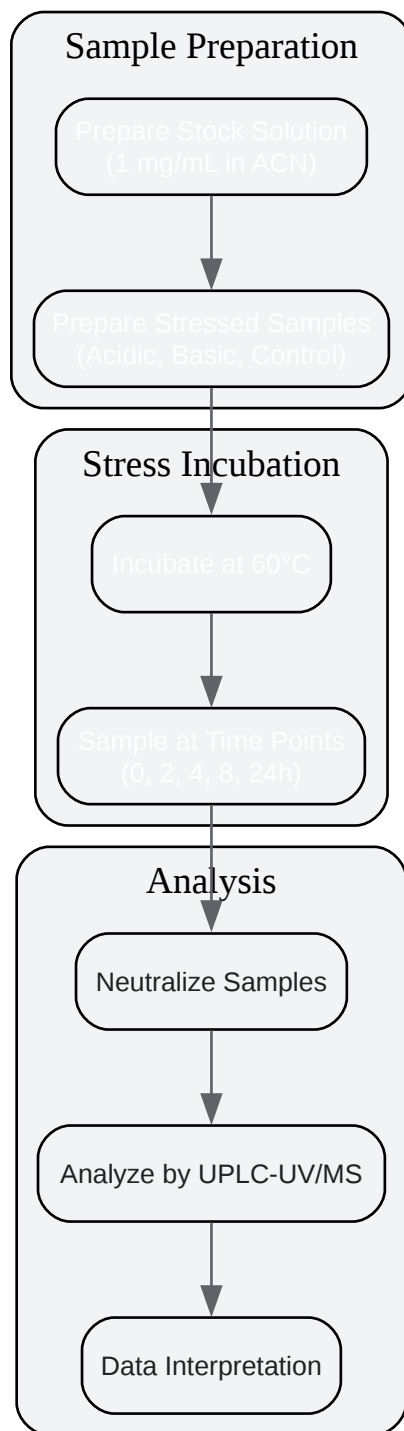 Sample Preparation
Prepare Stock Solution
(1 mg/mL in ACN)
Prepare Stressed Samples
(Acidic, Basic, Control)
Stress Incubation
Incubate at 60°C
Sample at Time Points
(0, 2, 4, 8, 24h)
Analysis
Neutralize Samples
Analyze by UPLC-UV/MS
Data Interpretation